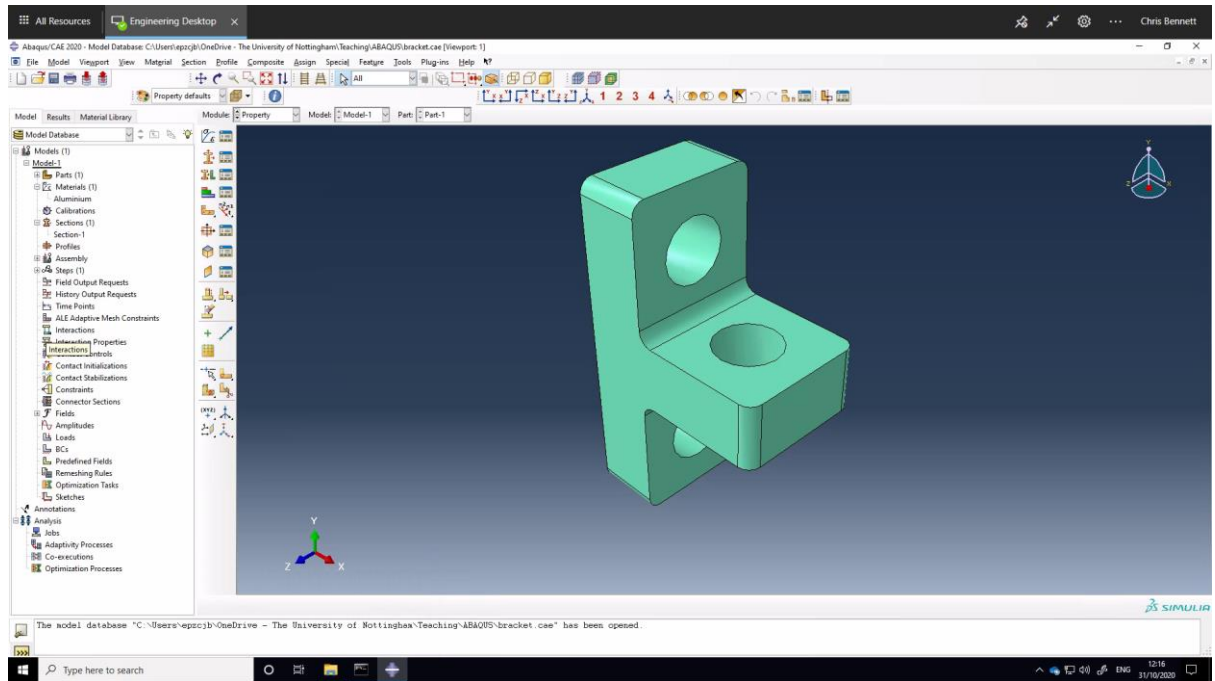 All Resources Engineering Desktop × ... Chris Bennett
Abaqus/CAE 2020 - Model Database: C:\Users\epzcjb\OneDrive - The University of Nottingham\Teaching\ABAQUS\bracket.cae [Viewport: 1]
File Model Viewport View Material Section Profile Composite Assign Special Feature Tools Plug-ins Help
All
Property defaults 1 2 3 4
Model Results Material Library Module: Property Model: Model-1 Part: Part-1
Model Database
Models (1)
Model-1
Parts (1)
Materials (1)
Aluminium
Calibrations
Sections (1)
Section-1
Profiles
Assembly
Steps (1)
Field Output Requests
History Output Requests
Time Points
ALE Adaptive Mesh Constraints
Interactions
Properties
Interactions
Contact Initializations
Contact Stabilizations
Constraints
Connector Sections
Fields
Amplitudes
Loads
BCs
Predefined Fields
Remeshing Rules
Optimization Tasks
Sketches
Annotations
Analysis
Jobs
Adaptivity Processes
Co-executions
Optimization Processes
Y
Z X
Y
Z X
SIMULIA
The model database "C:\Users\epzcjb\OneDrive - The University of Nottingham\Teaching\ABAQUS\bracket.cae" has been opened.
>>>
Type here to search
ENG
12:16
31/10/2020